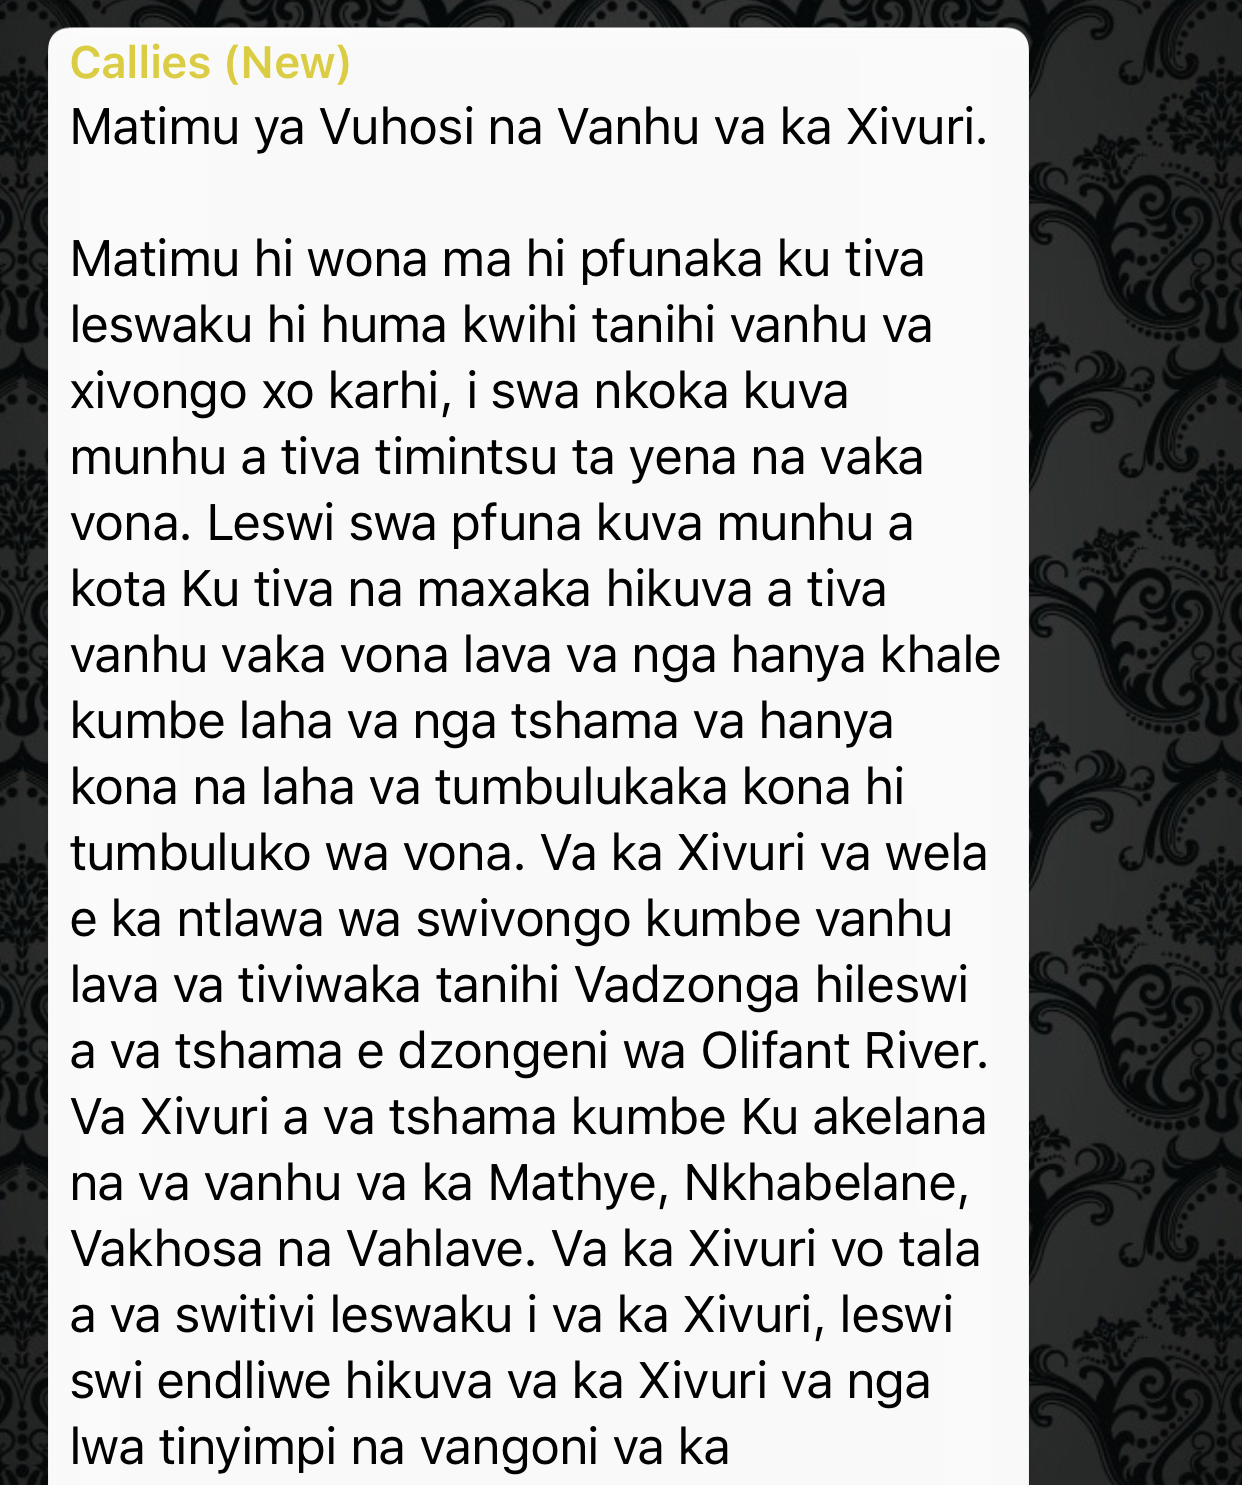 Callies (New)
Matimu ya Vuhosi na Vanhu va ka Xivuri.
Matimu hi wona ma hi pfunaka ku tiva
leswaku hi huma kwihi tanihi vanhu va
xivongo xo karhi, i swa nkoka kuva
munhu a tiva timintsu ta yena na vaka
vona. Leswi swa pfuna kuva munhu a
kota Ku tiva na maxaka hikuva a tiva
vanhu vaka vona lava va nga hanya khale
kumbe laha va nga tshama va hanya
kona na laha va tumbulukaka kona hi
tumbuluko wa vona. Va ka Xivuri va wela
e ka ntlawa wa swivongo kumbe vanhu
lava va tiviwaka tanihi Vadzonga hileswi
a va tshama e dzongeni wa Olifant River.
Va Xivuri a va tshama kumbe Ku akelana
na va vanhu va ka Mathye, Nkhabelane,
Vakhosa na Vahlave. Va ka Xivuri vo tala
a va switivi leswaku i va ka Xivuri, leswi
swi endliwe hikuva va ka Xivuri va nga
lwa tinyimpi na vangoni va ka